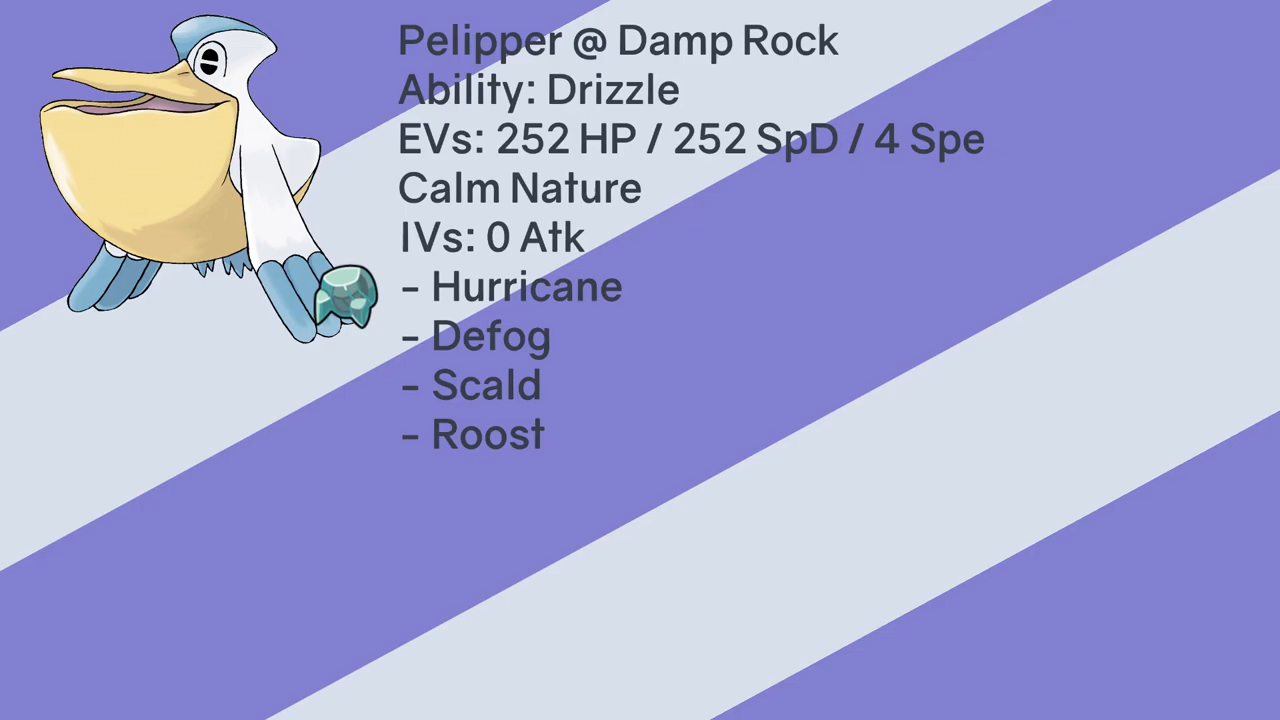 Pelipper @ Damp Rock
Ability: Drizzle
EVs: 252 HP / 252 SpD / 4 Spe
Calm Nature
IVs: 0 Atk
- Hurricane
- Defog
- Scald
- Roost